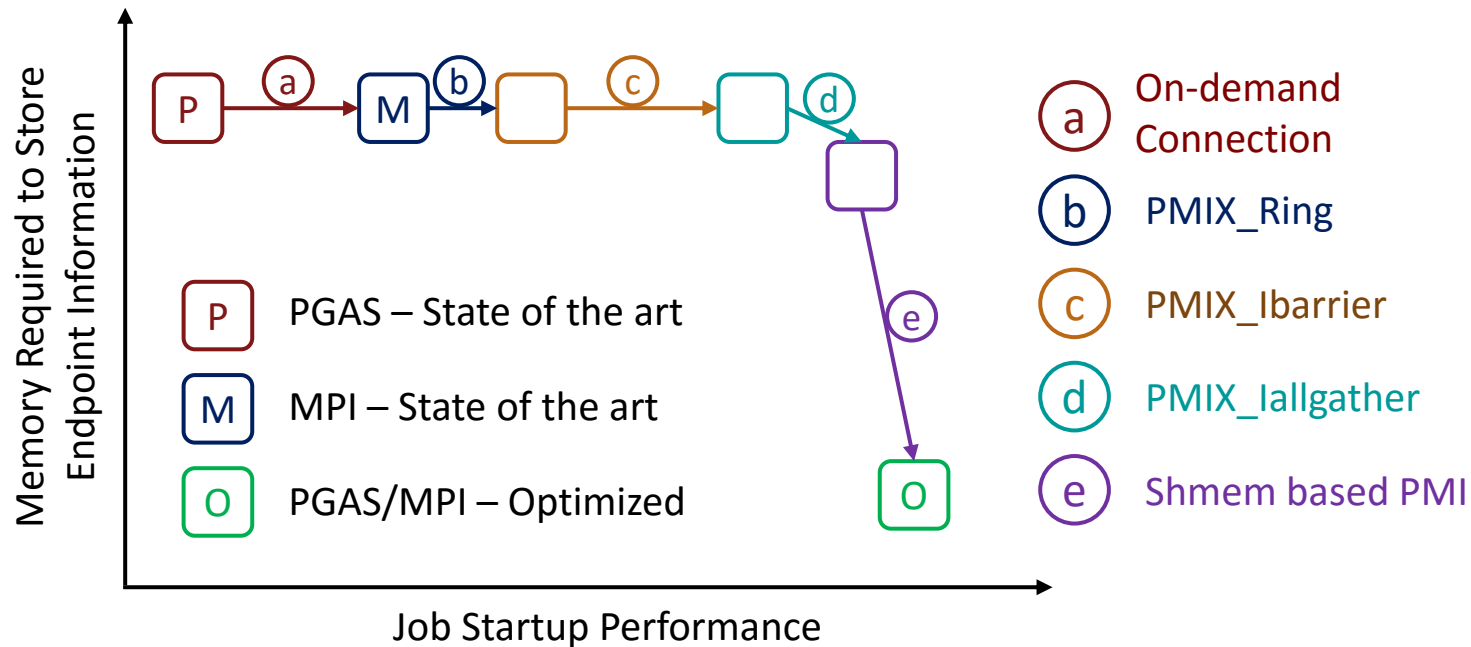 Memory Required to Store
Endpoint Information
P
a
M
b
c
d
e
O
P PGAS – State of the art
M MPI – State of the art
O PGAS/MPI – Optimized
Job Startup Performance
a On-demand
Connection
b PMIX_Ring
c PMIX_Ibarrier
d PMIX_Iallgather
e Shmem based PMI